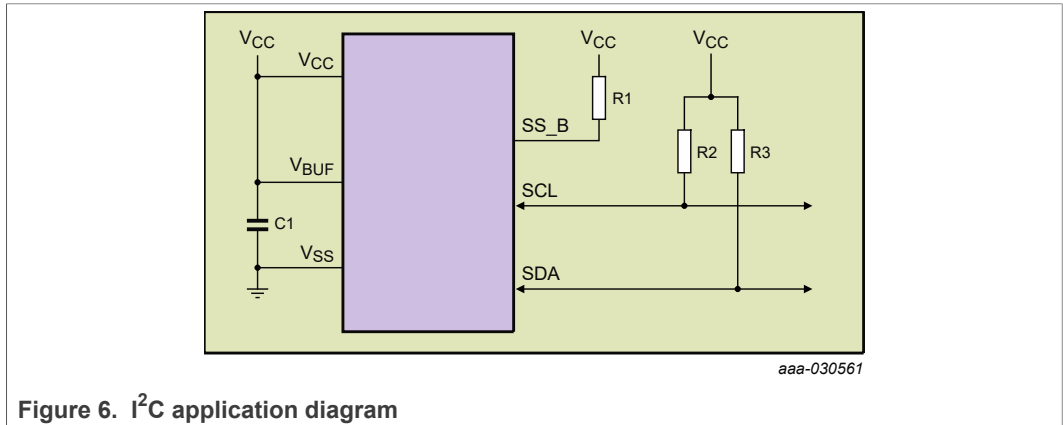 VCC
VCC
VBUF
C1
VSS
SS_B
VCC
R1
VCC
R2
R3
SCL
SDA
aaa-030561
Figure 6. I²C application diagram